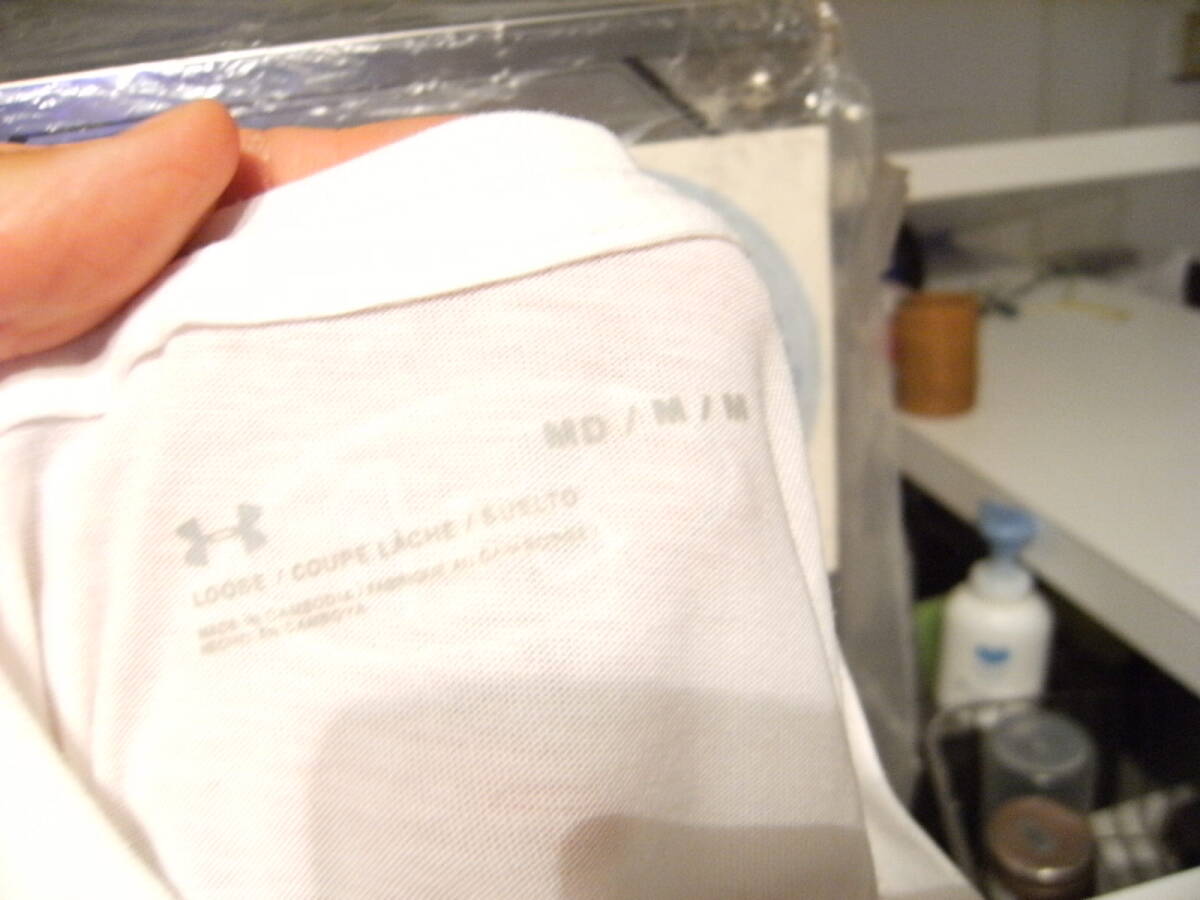 MD / M / M
LOOSE / COUPE LÂCHE / SUELTO
MADE IN CAMBODIA / FABRIQUÉ AU CAMBODGE
HECHO EN CAMBOYA